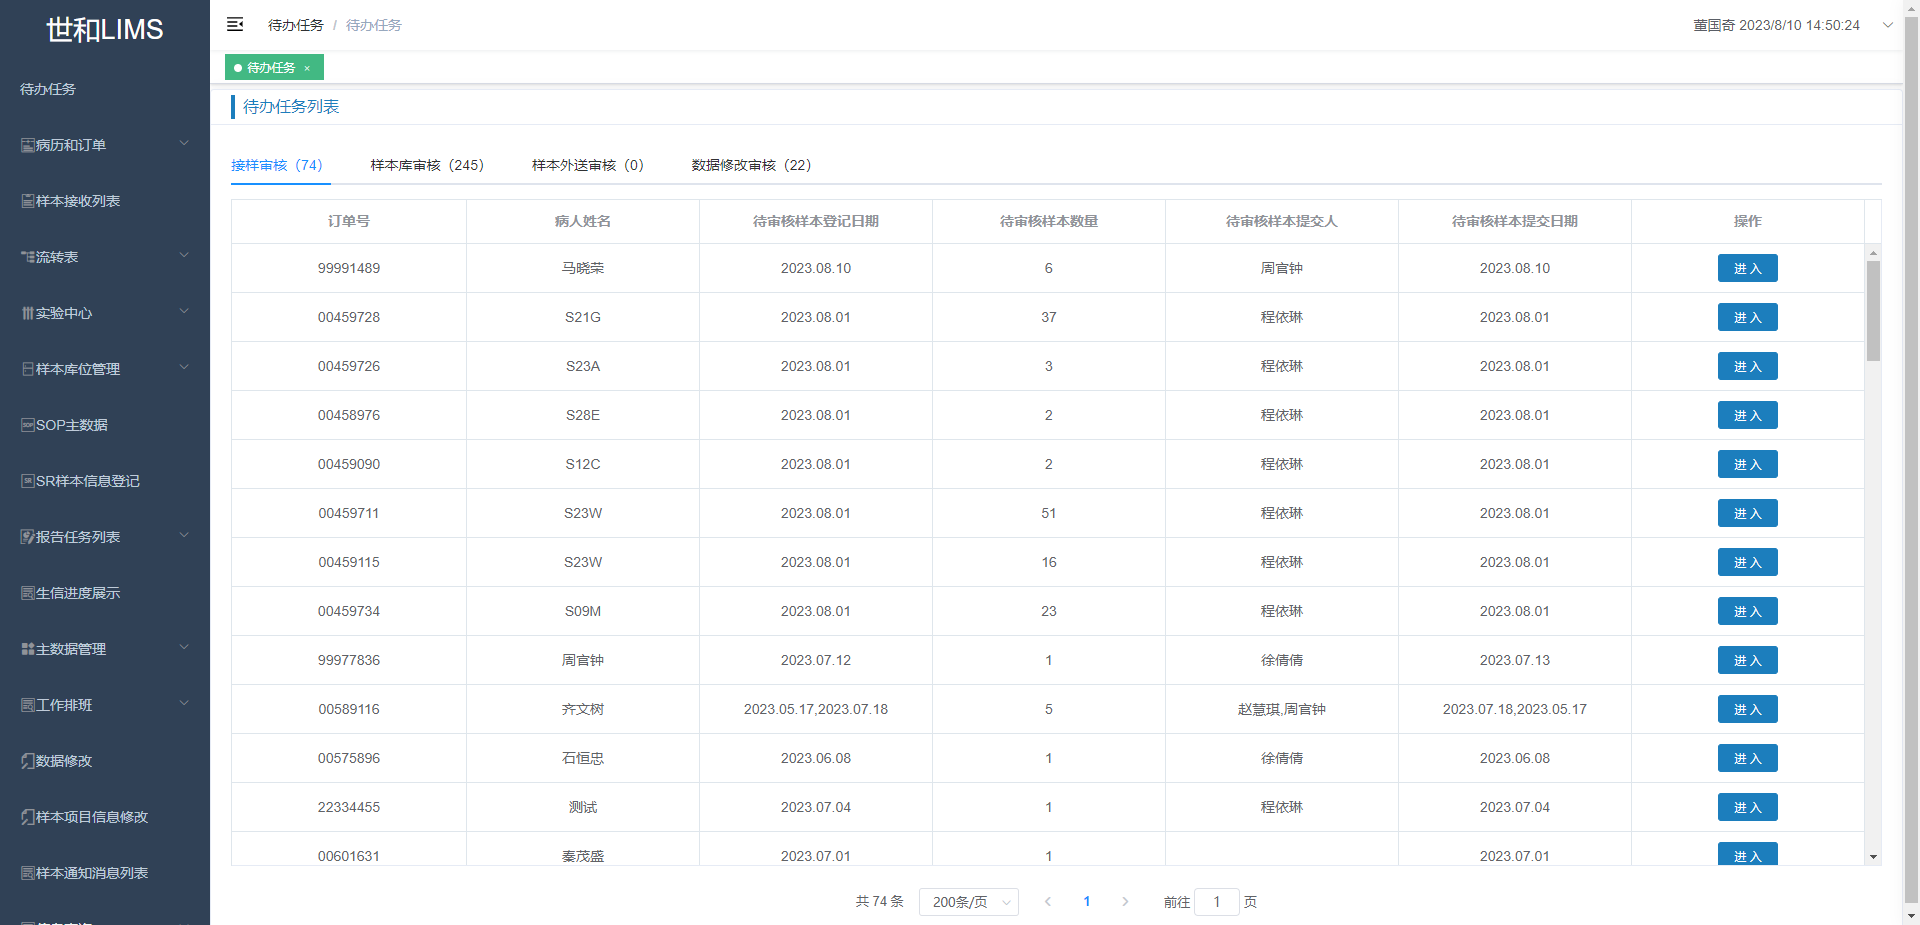 世和LIMS
待办任务
病历和订单
样本接收列表
流转表
实验中心
样本库位管理
SOP主数据
SR样本信息登记
报告任务列表
生信进度展示
主数据管理
工作排班
数据修改
样本项目信息修改
样本通知消息列表
待办任务 / 待办任务
董国奇 2023/8/10 14:50:24
待办任务 ×
待办任务列表
接样审核（74） 样本库审核（245） 样本外送审核（0） 数据修改审核（22）
订单号 病人姓名 待审核样本登记日期 待审核样本数量 待审核样本提交人 待审核样本提交日期 操作
99991489 马晓荣 2023.08.10 6 周官钟 2023.08.10 进入
00459728 S21G 2023.08.01 37 程依琳 2023.08.01 进入
00459726 S23A 2023.08.01 3 程依琳 2023.08.01 进入
00458976 S28E 2023.08.01 2 程依琳 2023.08.01 进入
00459090 S12C 2023.08.01 2 程依琳 2023.08.01 进入
00459711 S23W 2023.08.01 51 程依琳 2023.08.01 进入
00459115 S23W 2023.08.01 16 程依琳 2023.08.01 进入
00459734 S09M 2023.08.01 23 程依琳 2023.08.01 进入
99977836 周官钟 2023.07.12 1 徐倩倩 2023.07.13 进入
00589116 齐文树 2023.05.17,2023.07.18 5 赵慧琪,周官钟 2023.07.18,2023.05.17 进入
00575896 石恒忠 2023.06.08 1 徐倩倩 2023.06.08 进入
22334455 测试 2023.07.04 1 程依琳 2023.07.04 进入
00601631 秦茂盛 2023.07.01 1 2023.07.01 进入
共 74 条 200条/页 1 前往 1 页